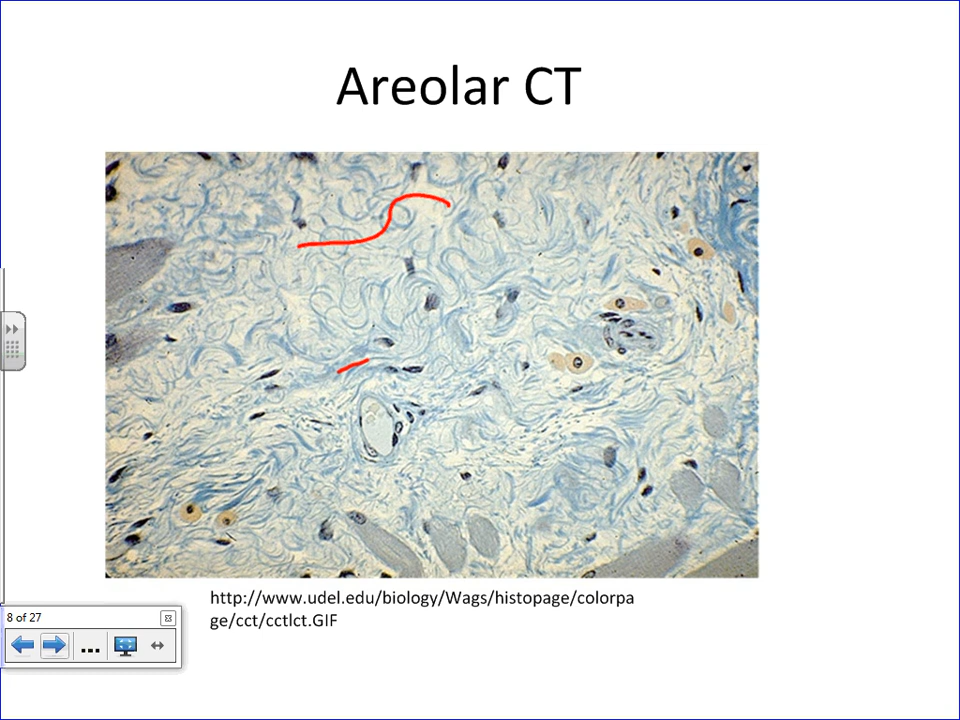 Areolar CT
http://www.udel.edu/biology/Wags/histopage/colorpa
ge/cct/cctlct.GIF
8 of 27
...